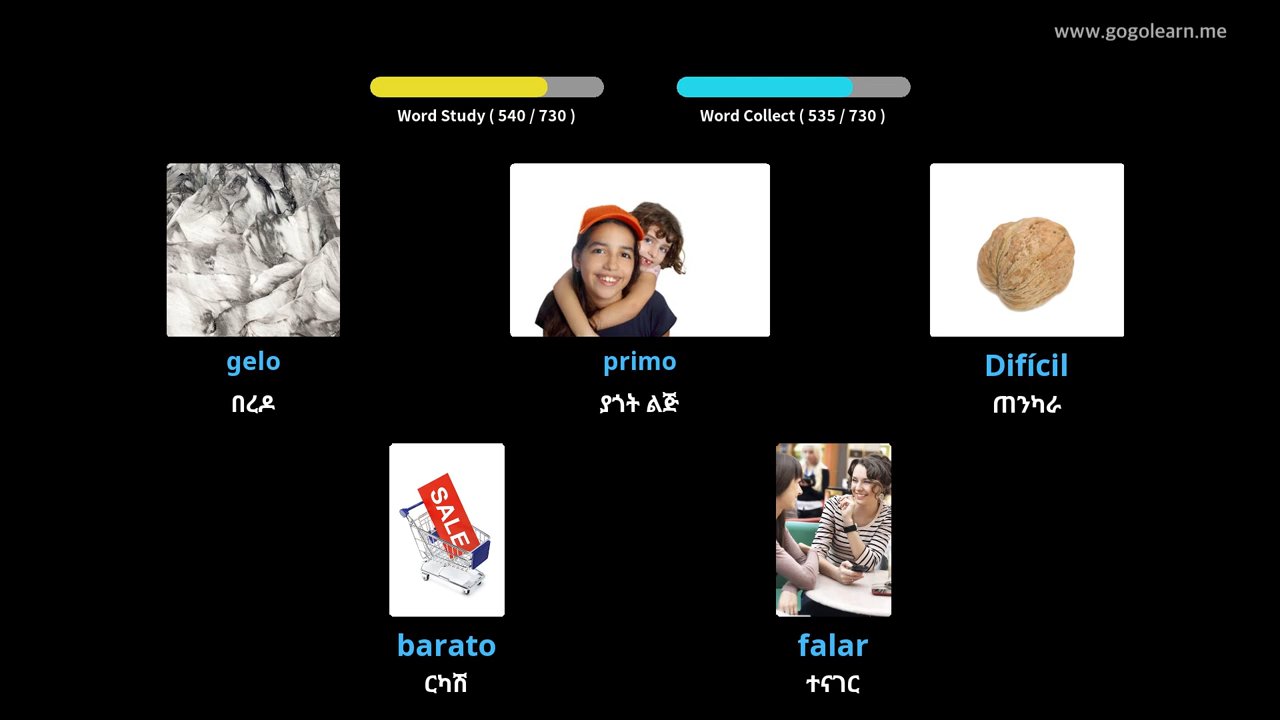 www.gogolearn.me
Word Study ( 540 / 730 )
Word Collect ( 535 / 730 )
gelo
በረዶ
primo
ያጎት ልጅ
Difícil
ጠንካራ
SALE
barato
ርካሽ
falar
ተናገር